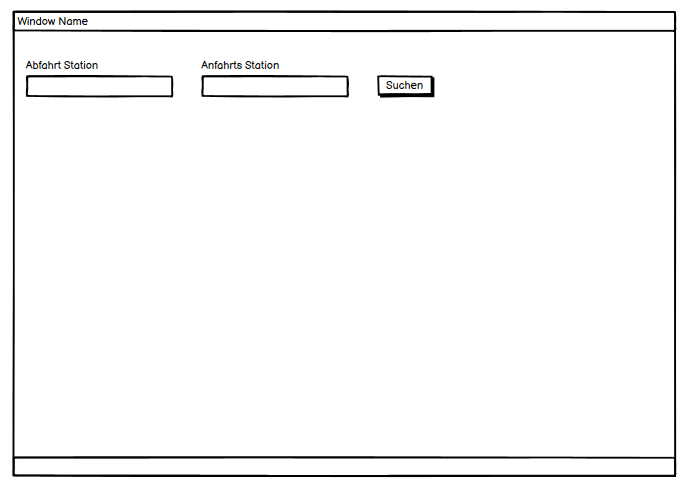 Window Name
Abfahrt Station
Anfahrts Station
Suchen